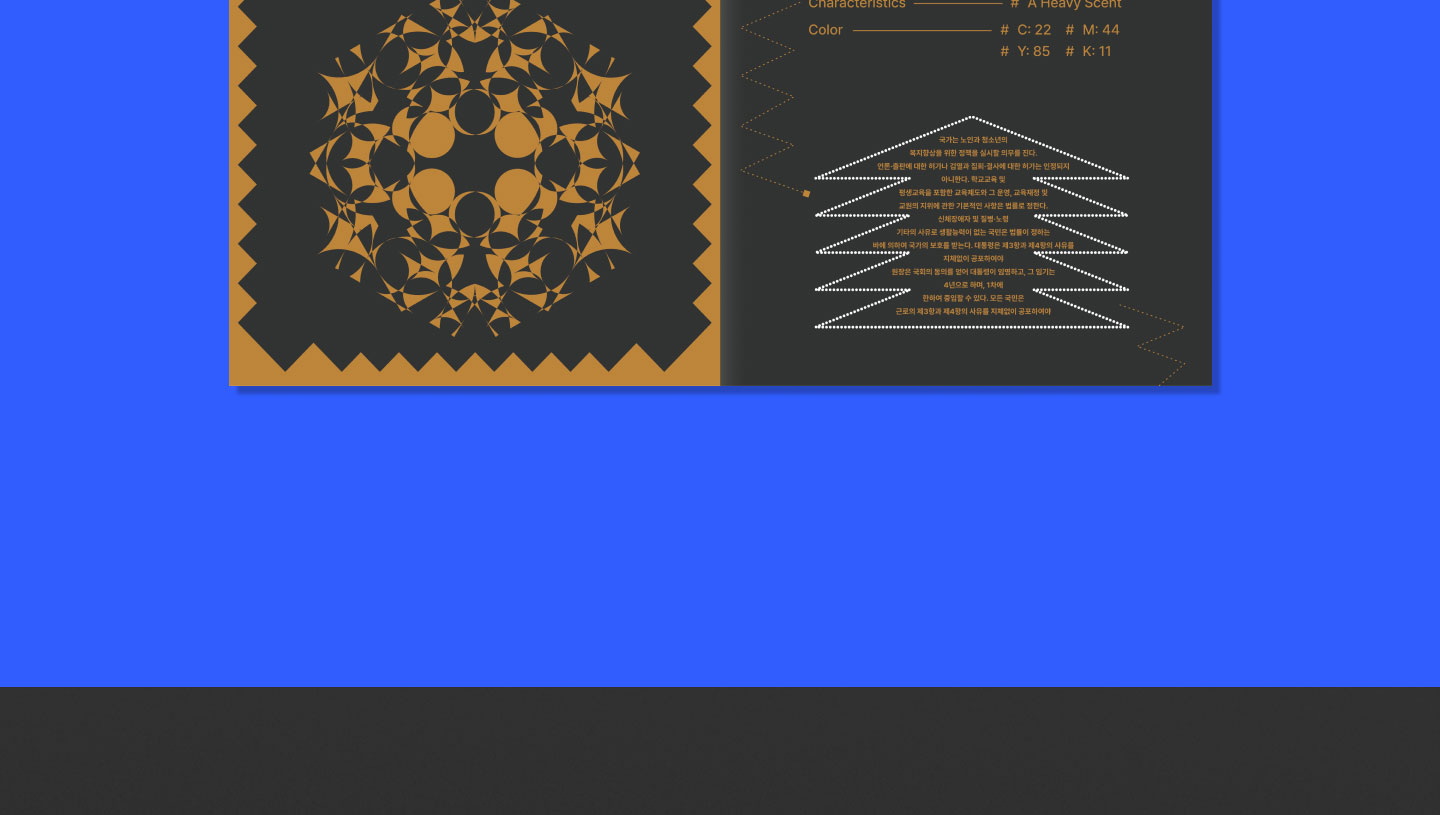 Characteristics # A Heavy Scent
Color # C: 22 # M: 44
# Y: 85 # K: 11
국가는 노인과 청소년의
복지향상을 위한 정책을 실시할 의무를 진다.
언론·출판에 대한 허가나 검열과 집회·결사에 대한 허가는 인정되지
아니한다. 학교교육 및
평생교육을 포함한 교육제도와 그 운영, 교육재정 및
교원의 지위에 관한 기본적인 사항은 법률로 정한다.
신체장애자 및 질병·노령
기타의 사유로 생활능력이 없는 국민은 법률이 정하는
바에 의하여 국가의 보호를 받는다. 대통령은 제3항과 제4항의 사유를
지체없이 공포하여야
원장은 국회의 동의를 얻어 대통령이 임명하고, 그 임기는
4년으로 하며, 1차에
한하여 중임할 수 있다. 모든 국민은
근로의 제3항과 제4항의 사유를 지체없이 공포하여야